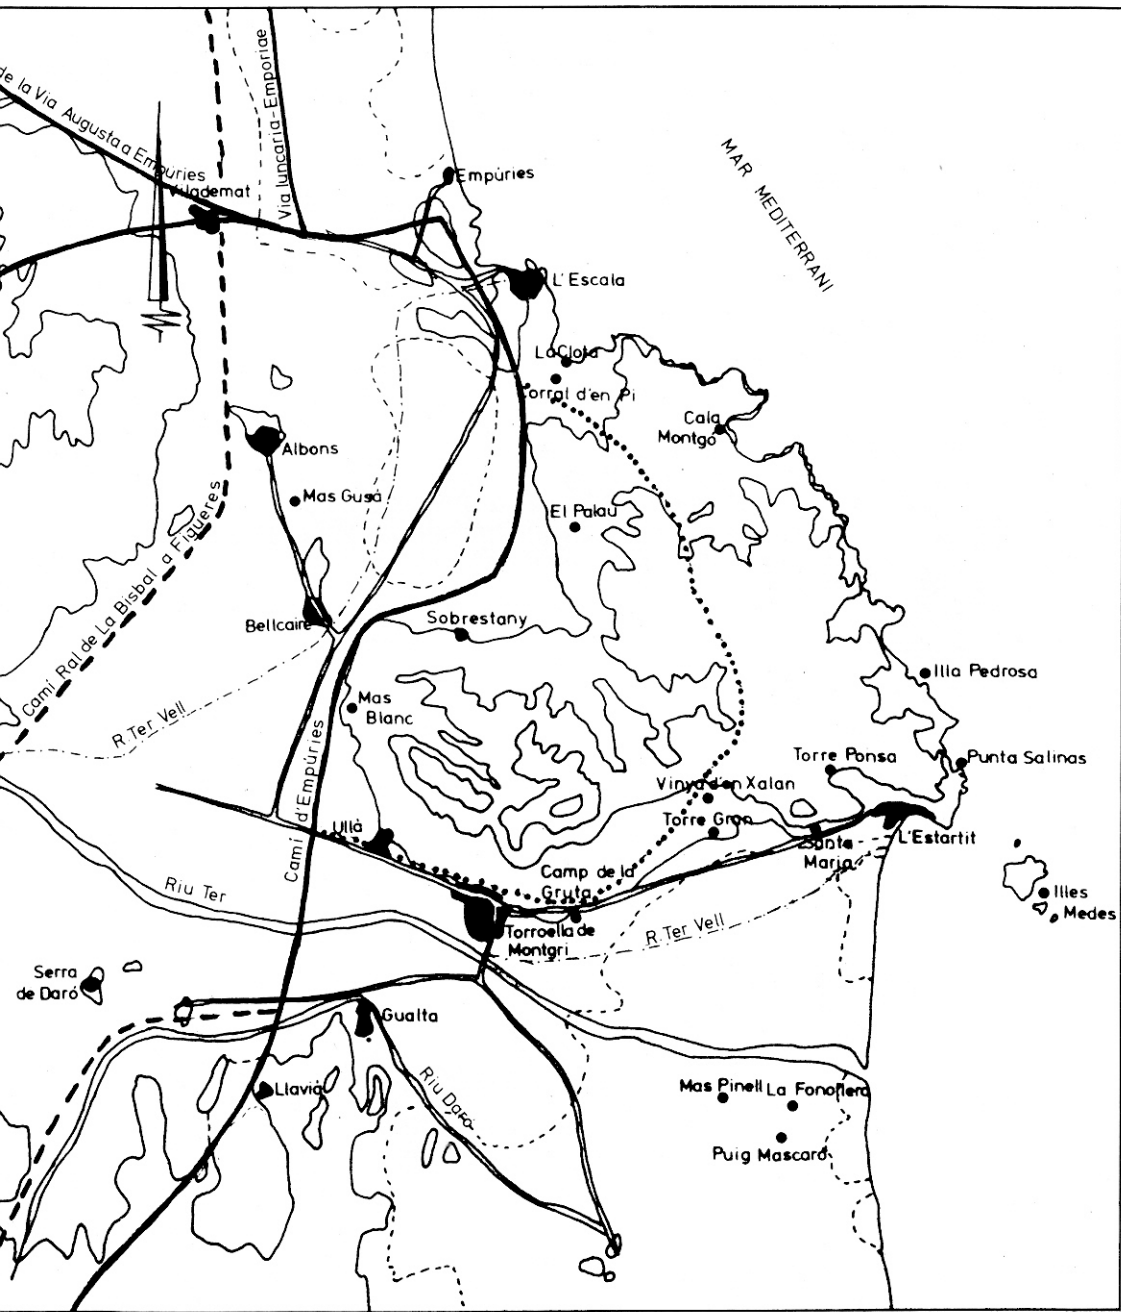 de la Via Augusta a Empúries
Via Iuncaria-Emporiae
MAR MEDITERRANI
Empúries
Vilademat
L'Escala
La Clota
Corral d'en Pi
Cala
Montgó
Albons
Mas Gusó
El Palau
Camí Ral de La Bisbal a Figueres
Bellcaire
Sobrestany
Illa Pedrosa
Mas
Blanc
R. Ter Vell
Camí d'Empúries
Torre Ponsa
Punta Salinas
Vinya d'en Xalan
Torre Gran
Ullà
Santa
Maria
L'Estartit
Camp de la
Gruta
Riu Ter
Illes
Medes
Torroella de
Montgrí
R. Ter Vell
Serra
de Daró
Gualta
Llavià
Riu Daró
Mas Pinell
La Fonollera
Puig Mascaró